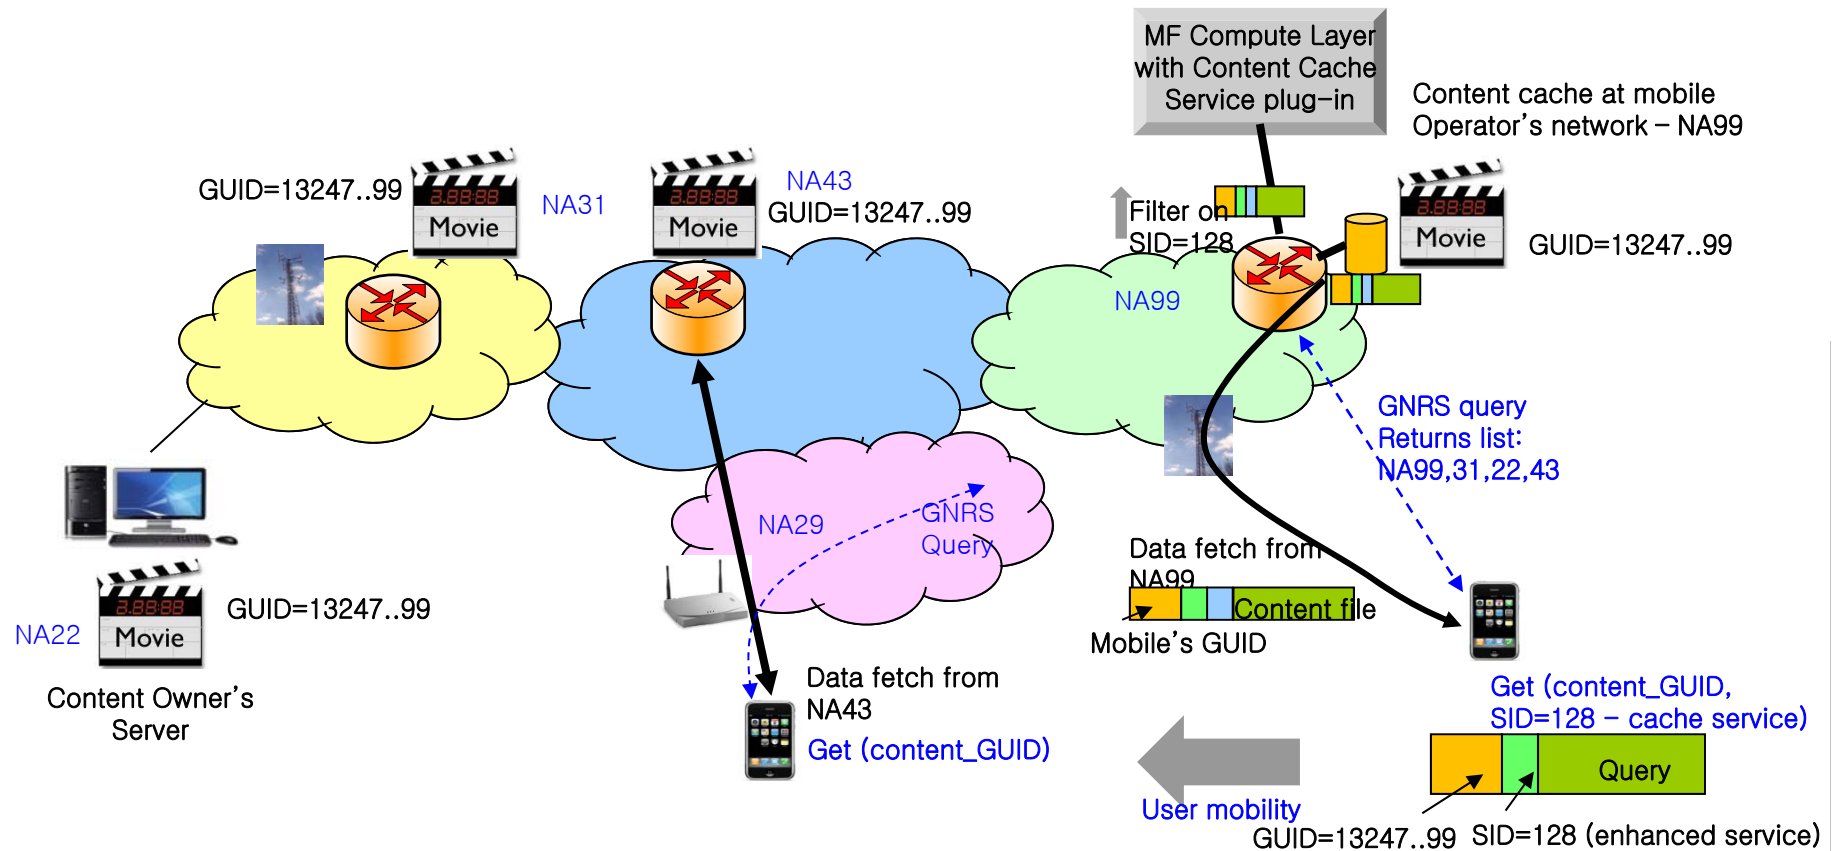 MF Compute Layer
with Content Cache
Service plug-in
Content cache at mobile
Operator's network – NA99
GUID=13247..99
Movie
NA31
Movie
NA43
GUID=13247..99
Filter on
SID=128
Movie
GUID=13247..99
NA99
GNRS query
Returns list:
NA99,31,22,43
NA29
GNRS
Query
Data fetch from
NA99
Content file
Mobile's GUID
NA22
Movie
GUID=13247..99
Content Owner's
Server
Data fetch from
NA43
Get (content_GUID)
Get (content_GUID,
SID=128 – cache service)
Query
User mobility
GUID=13247..99
SID=128 (enhanced service)